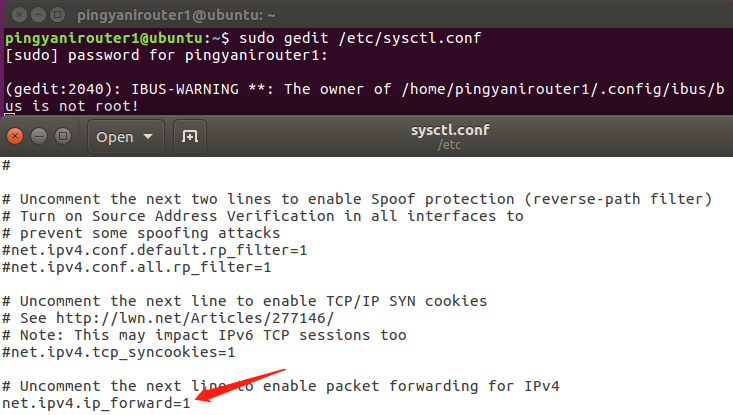 pingyanirouter1@ubuntu: ~
pingyanirouter1@ubuntu:~$ sudo gedit /etc/sysctl.conf
[sudo] password for pingyanirouter1:
(gedit:2040): IBUS-WARNING **: The owner of /home/pingyanirouter1/.config/ibus/b
us is not root!
Open
sysctl.conf
/etc
#
# Uncomment the next two lines to enable Spoof protection (reverse-path filter)
# Turn on Source Address Verification in all interfaces to
# prevent some spoofing attacks
#net.ipv4.conf.default.rp_filter=1
#net.ipv4.conf.all.rp_filter=1
# Uncomment the next line to enable TCP/IP SYN cookies
# See http://lwn.net/Articles/277146/
# Note: This may impact IPv6 TCP sessions too
#net.ipv4.tcp_syncookies=1
# Uncomment the next line to enable packet forwarding for IPv4
net.ipv4.ip_forward=1